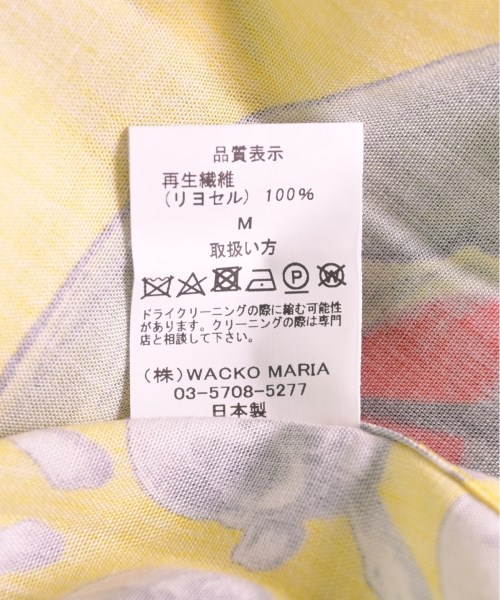 品質表示
再生繊維
(リヨセル) 100%
M
取扱い方
P W
ドライクリーニングの際に縮む可能性
があります。クリーニングの際は専門
店と相談して下さい。
(株)WACKO MARIA
03-5708-5277
日本製